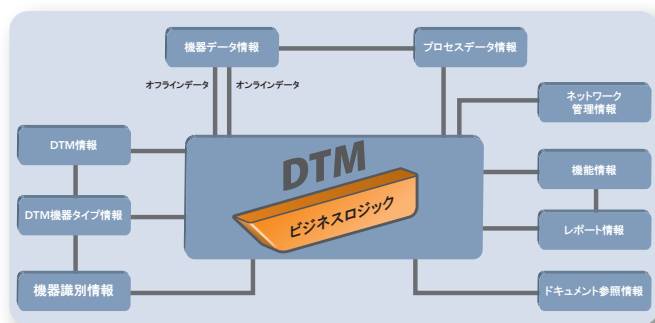 機器データ情報
プロセスデータ情報
オフラインデータ
オンラインデータ
ネットワーク
管理情報
DTM情報
DTM
機能情報
DTM機器タイプ情報
ビジネスロジック
レポート情報
機器識別情報
ドキュメント参照情報